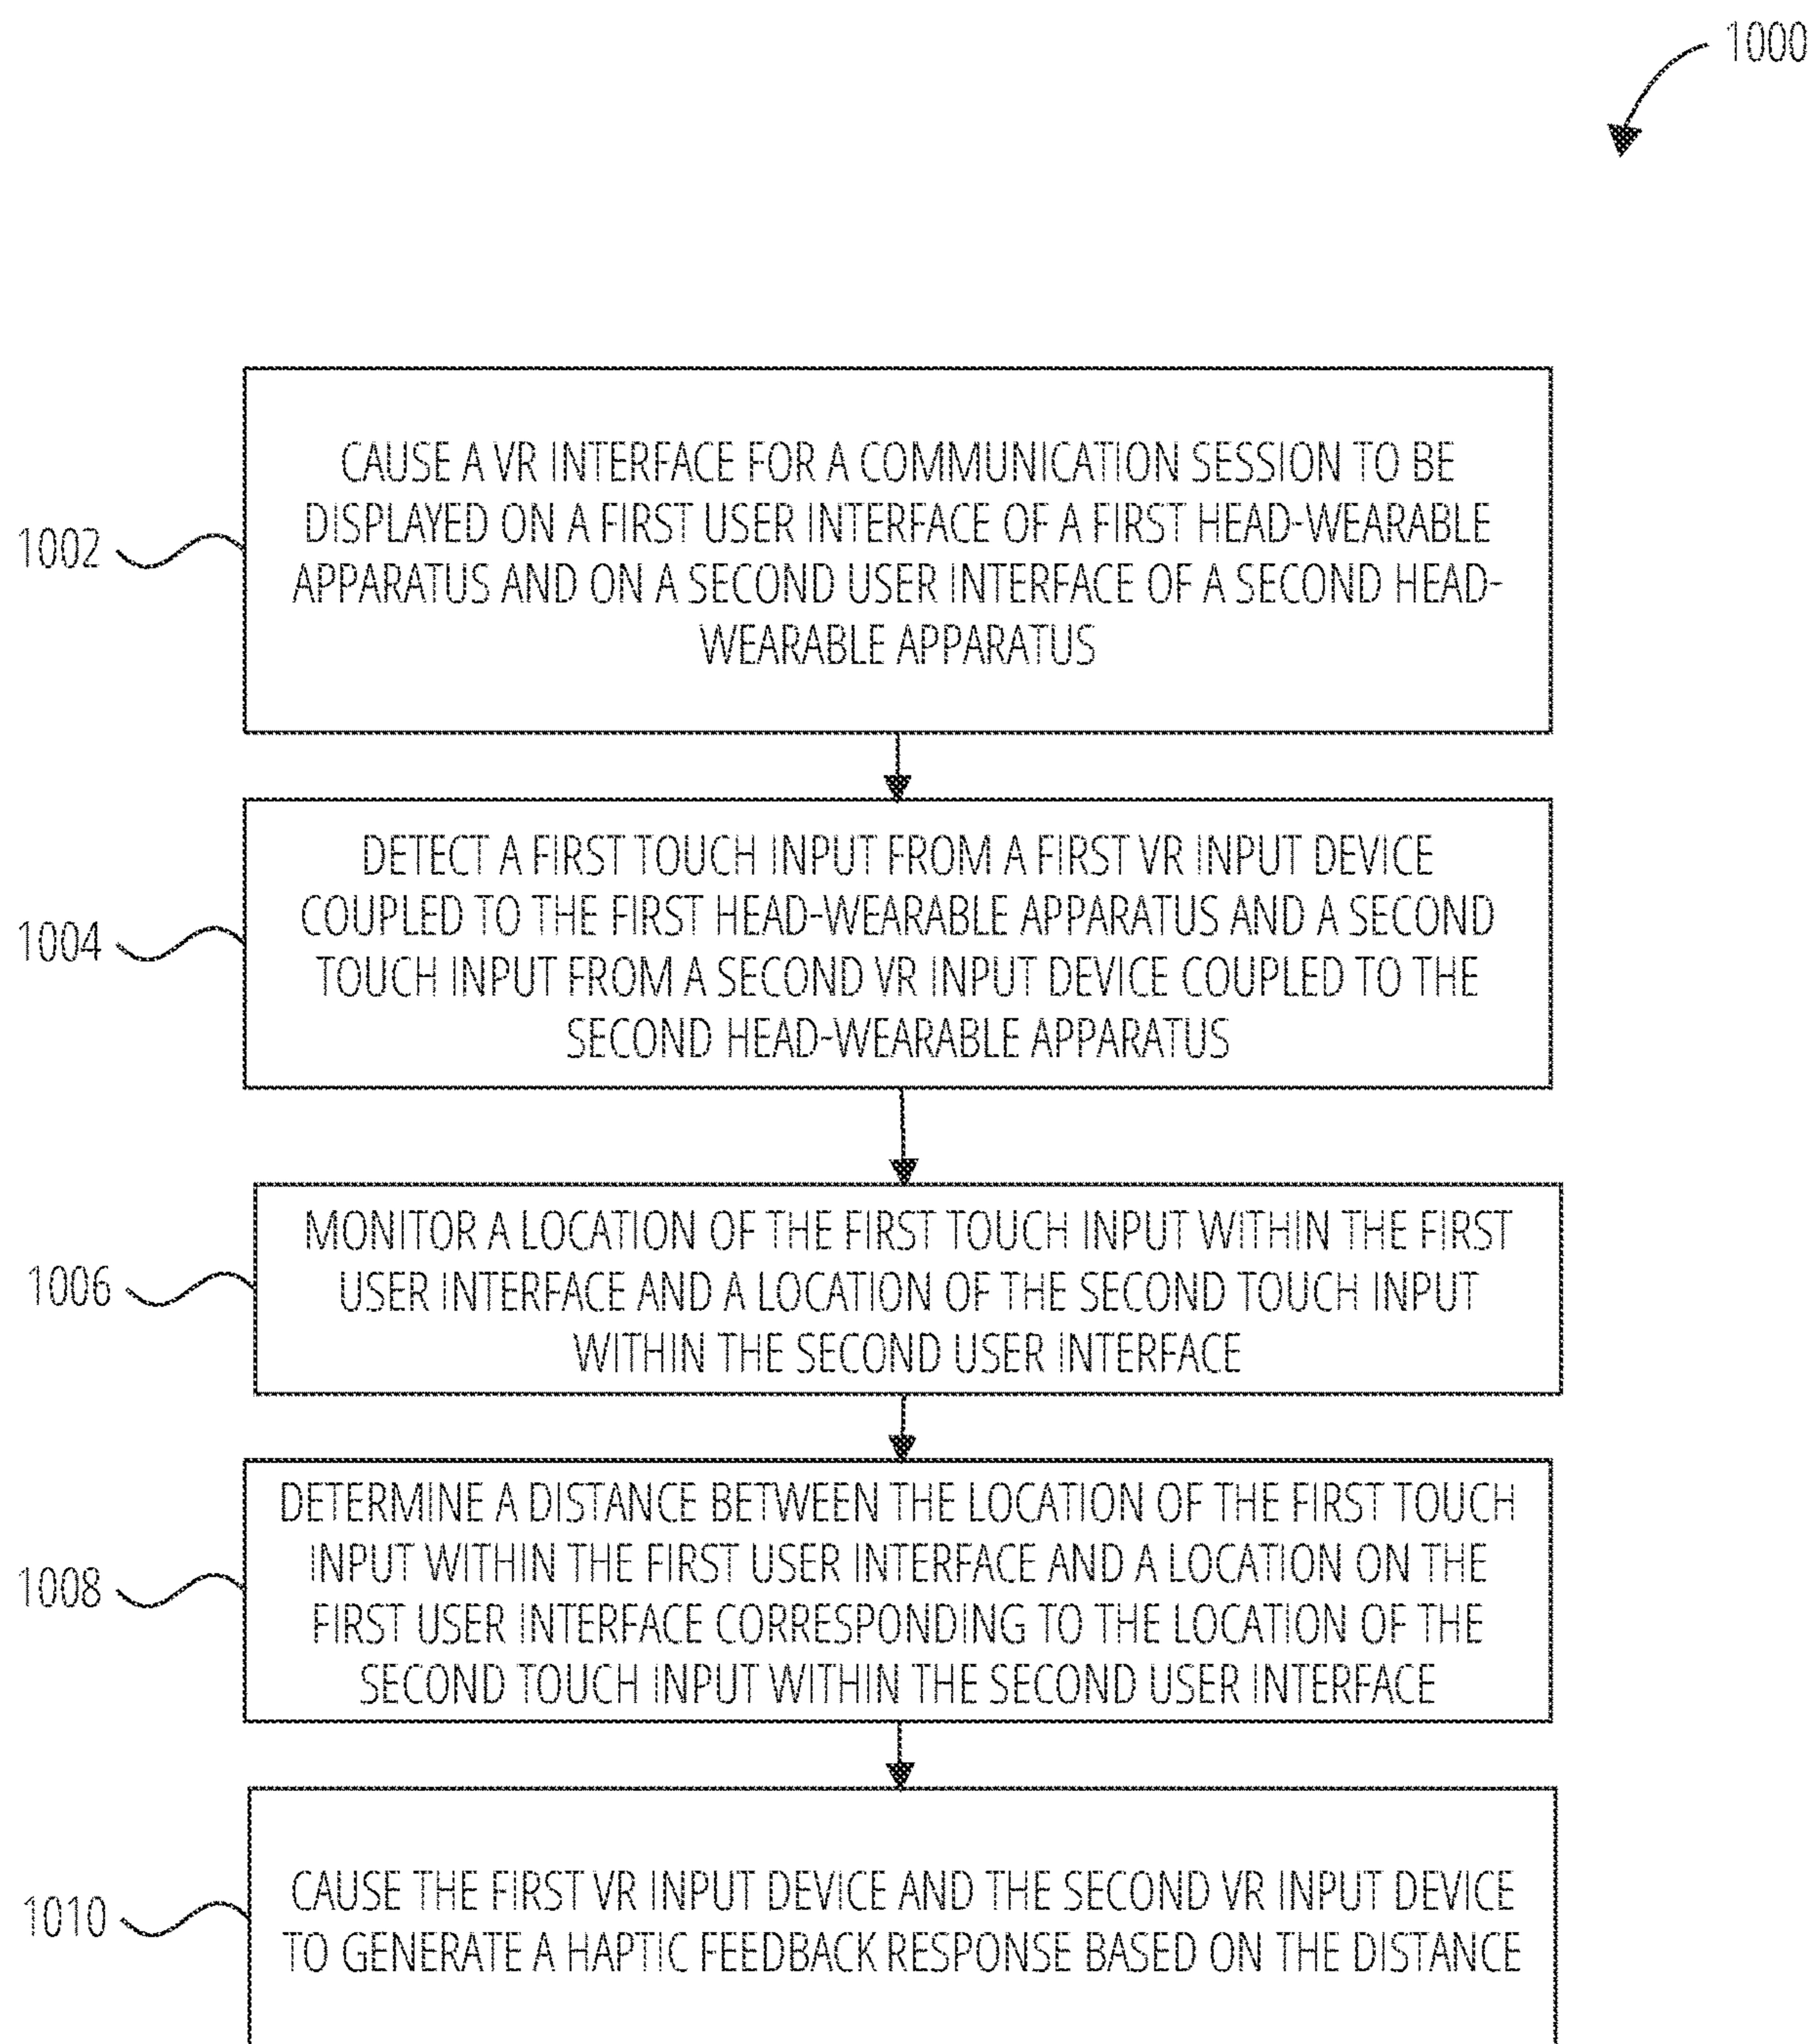 1000
CAUSE A VR INTERFACE FOR A COMMUNICATION SESSION TO BE
DISPLAYED ON A FIRST USER INTERFACE OF A FIRST HEAD-WEARABLE
APPARATUS AND ON A SECOND USER INTERFACE OF A SECOND HEAD-
WEARABLE APPARATUS
1002
DETECT A FIRST TOUCH INPUT FROM A FIRST VR INPUT DEVICE
COUPLED TO THE FIRST HEAD-WEARABLE APPARATUS AND A SECOND
TOUCH INPUT FROM A SECOND VR INPUT DEVICE COUPLED TO THE
SECOND HEAD-WEARABLE APPARATUS
1004
MONITOR A LOCATION OF THE FIRST TOUCH INPUT WITHIN THE FIRST
USER INTERFACE AND A LOCATION OF THE SECOND TOUCH INPUT
WITHIN THE SECOND USER INTERFACE
1006
DETERMINE A DISTANCE BETWEEN THE LOCATION OF THE FIRST TOUCH
INPUT WITHIN THE FIRST USER INTERFACE AND A LOCATION ON THE
FIRST USER INTERFACE CORRESPONDING TO THE LOCATION OF THE
SECOND TOUCH INPUT WITHIN THE SECOND USER INTERFACE
1008
CAUSE THE FIRST VR INPUT DEVICE AND THE SECOND VR INPUT DEVICE
TO GENERATE A HAPTIC FEEDBACK RESPONSE BASED ON THE DISTANCE
1010